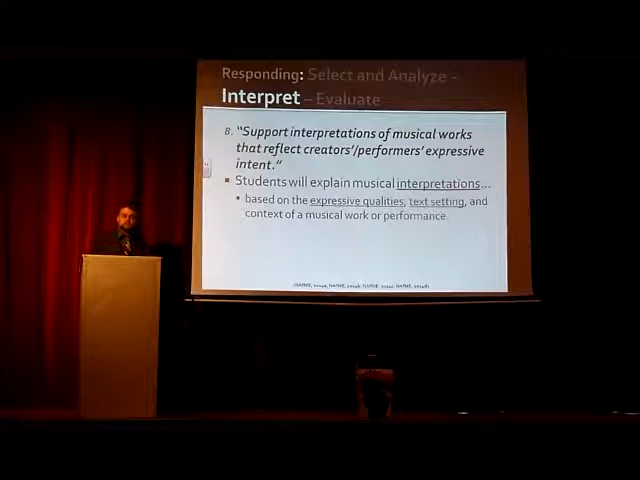 Responding: Select and Analyze –
Interpret – Evaluate
8. "Support interpretations of musical works
that reflect creators'/performers' expressive
intent."
Students will explain musical interpretations...
based on the expressive qualities, text setting, and
context of a musical work or performance.